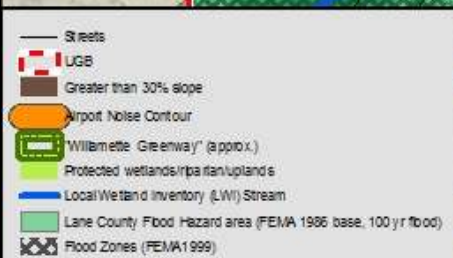 Streets
UGB
Greater than 30% slope
Airport Noise Contour
"Willamette Greenway" (approx.)
Protected wetlands/riparian/uplands
Local Wetland Inventory (LWI) Stream
Lane County Flood Hazard area (FEMA 1986 base, 100 yr flood)
Flood Zones (FEMA1999)